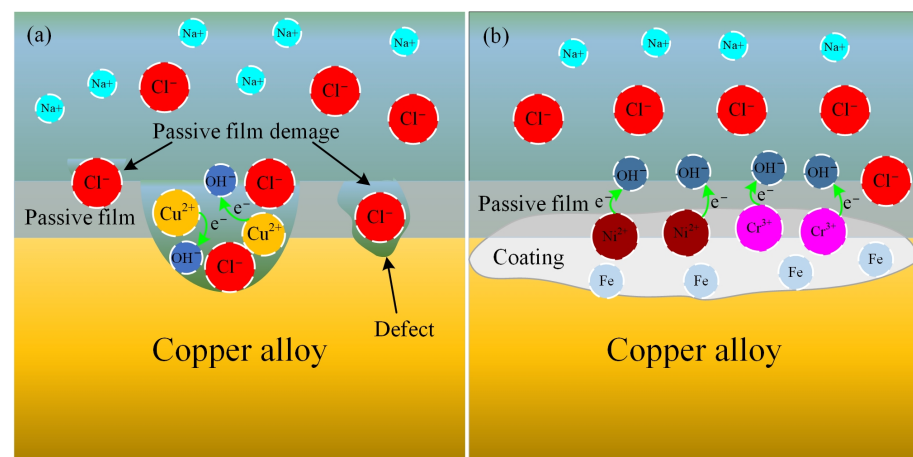 (a)
Na+
Na+
Na+
Na+
Na+
Na+
Cl⁻
Cl⁻
Cl⁻
Passive film demage
Cl⁻
OH⁻
Cl⁻
Cl⁻
Passive film
Cu²⁺
e⁻
e⁻
Cu²⁺
OH⁻
Cl⁻
Defect
Copper alloy
(b)
Na+
Na+
Na+
Na+
Cl⁻
Cl⁻
Cl⁻
Cl⁻
OH⁻
OH⁻
OH⁻
OH⁻
Cl⁻
Passive film
e⁻
e⁻
e⁻
e⁻
Ni²⁺
Ni²⁺
Cr³⁺
Cr³⁺
Coating
Fe
Fe
Fe
Fe
Copper alloy